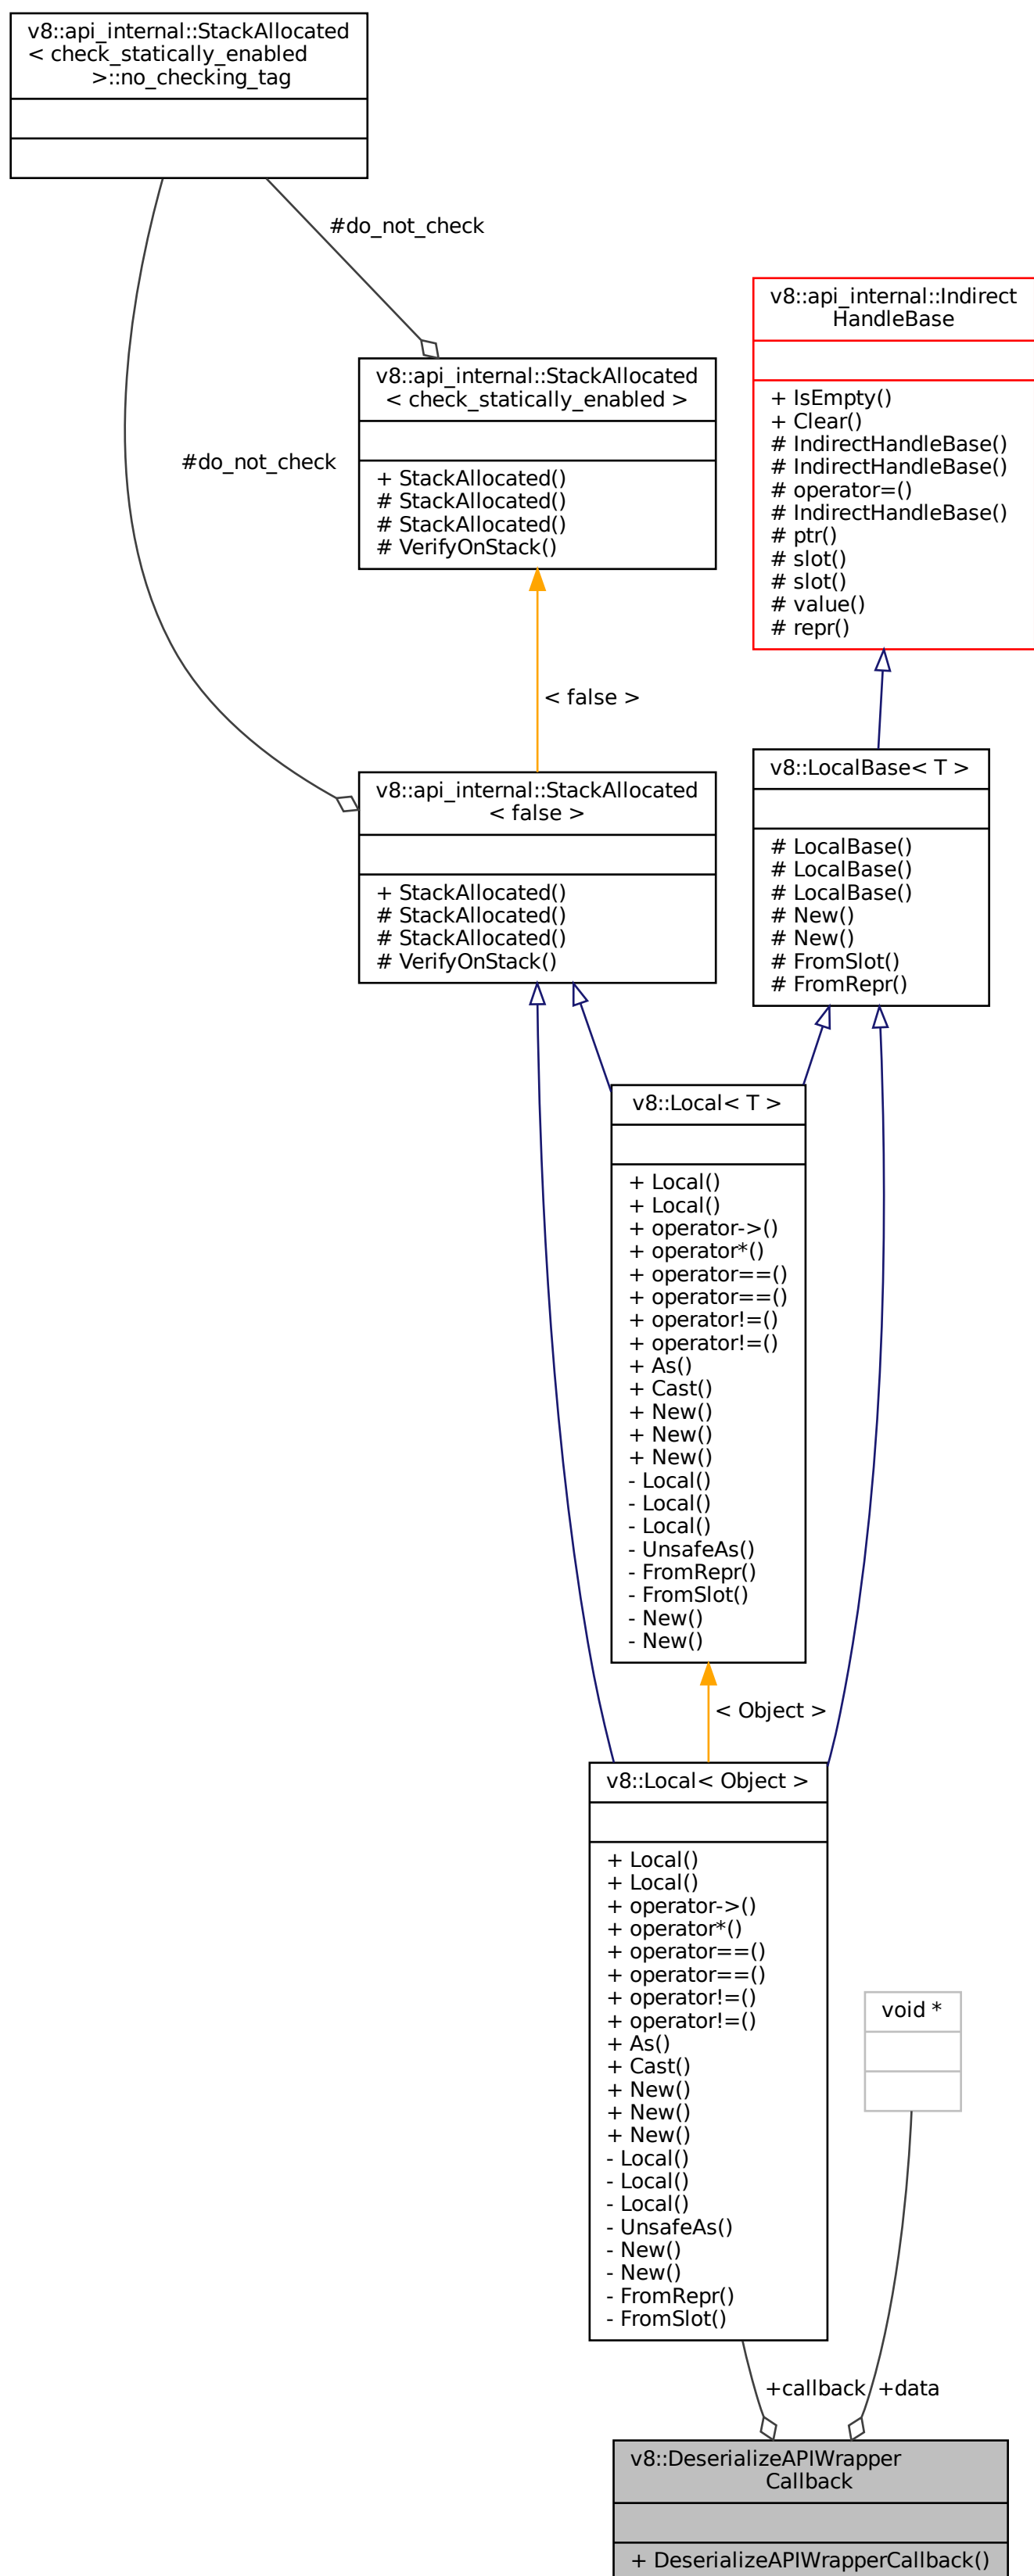 v8::api_internal::StackAllocated
< check_statically_enabled
>::no_checking_tag
#do_not_check
v8::api_internal::Indirect
HandleBase
+ IsEmpty()
+ Clear()
# IndirectHandleBase()
# IndirectHandleBase()
# operator=()
# IndirectHandleBase()
# ptr()
# slot()
# slot()
# value()
# repr()
v8::api_internal::StackAllocated
< check_statically_enabled >
+ StackAllocated()
# StackAllocated()
# StackAllocated()
# VerifyOnStack()
#do_not_check
< false >
v8::LocalBase< T >
# LocalBase()
# LocalBase()
# LocalBase()
# New()
# New()
# FromSlot()
# FromRepr()
v8::api_internal::StackAllocated
< false >
+ StackAllocated()
# StackAllocated()
# StackAllocated()
# VerifyOnStack()
v8::Local< T >
+ Local()
+ Local()
+ operator->()
+ operator*()
+ operator==()
+ operator==()
+ operator!=()
+ operator!=()
+ As()
+ Cast()
+ New()
+ New()
+ New()
- Local()
- Local()
- Local()
- UnsafeAs()
- FromRepr()
- FromSlot()
- New()
- New()
< Object >
v8::Local< Object >
+ Local()
+ Local()
+ operator->()
+ operator*()
+ operator==()
+ operator==()
+ operator!=()
+ operator!=()
+ As()
+ Cast()
+ New()
+ New()
+ New()
- Local()
- Local()
- Local()
- UnsafeAs()
- New()
- New()
- FromRepr()
- FromSlot()
void *
+callback
+data
v8::DeserializeAPIWrapper
Callback
+ DeserializeAPIWrapperCallback()